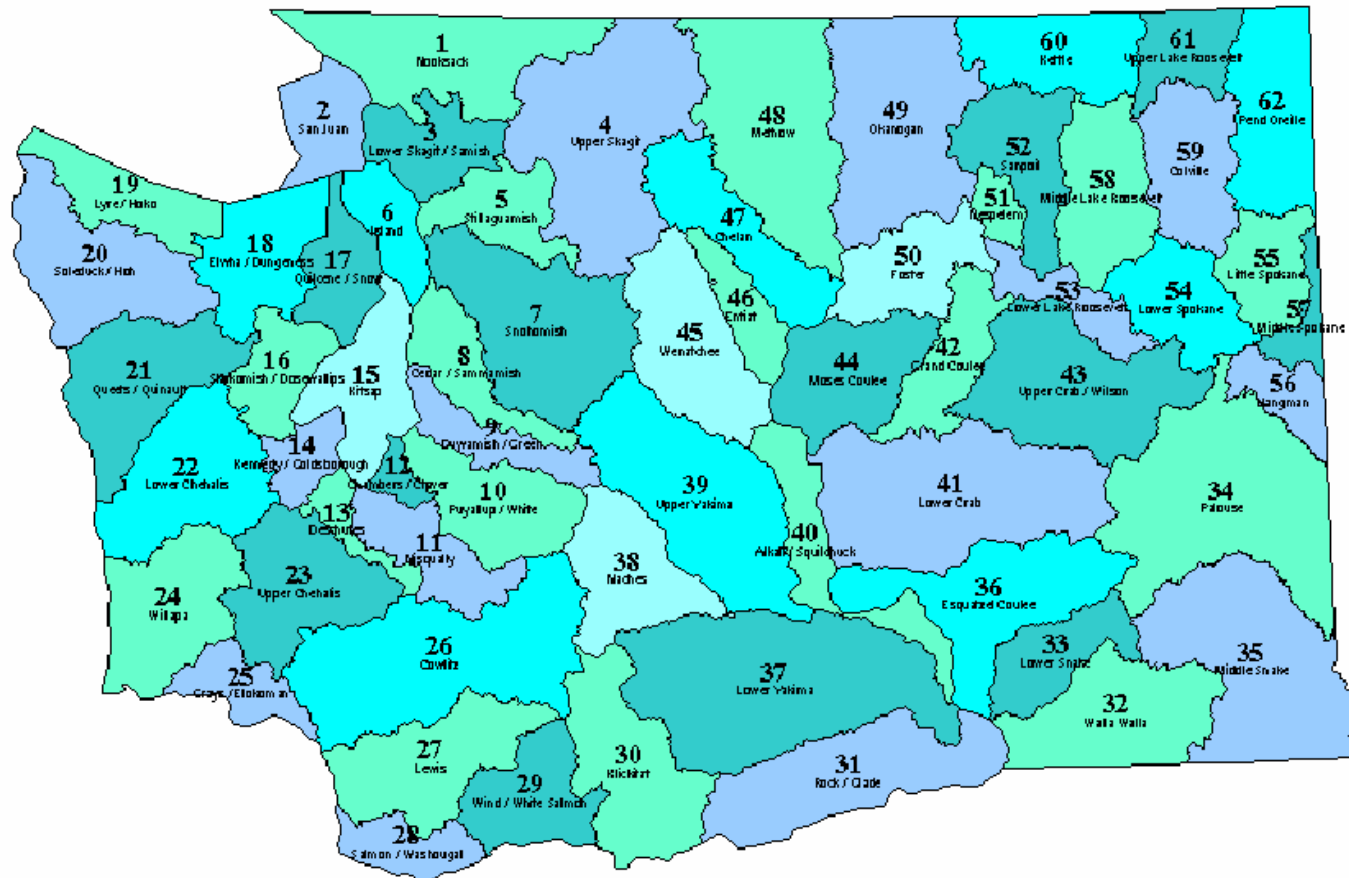 1
Nooksack
2
San Juan
3
Lower Skagit / Samish
4
Upper Skagit
5
Stillaguamish
6
Island
7
Snohomish
8
Cedar / Sammamish
9
Duwamish / Green
10
Puyallup / White
11
Nisqually
12
Chambers / Clover
13
Deschutes
14
Kennedy / Goldsborough
15
Kitsap
16
Skokomish / Dosewallips
17
Quilcene / Snow
18
Elwha / Dungeness
19
Lyre / Hoko
20
Soleduck / Hoh
21
Queets / Quinault
22
Lower Chehalis
23
Upper Chehalis
24
Willapa
25
Grays / Elokoman
26
Cowlitz
27
Lewis
28
Salmon / Washougal
29
Wind / White Salmon
30
Klickitat
31
Rock / Glade
32
Walla Walla
33
Lower Snake
34
Palouse
35
Middle Snake
36
Esquatzel Coulee
37
Lower Yakima
38
Naches
39
Upper Yakima
40
Alkali / Squilchuck
41
Lower Crab
42
Grand Coulee
43
Upper Crab / Wilson
44
Moses Coulee
45
Wenatchee
46
Entiat
47
Chelan
48
Methow
49
Okanogan
50
Foster
51
Nespelem
52
Sanpoil
53
Lower Lake Roosevelt
54
Lower Spokane
55
Little Spokane
56
Hangman
57
Middle Spokane
58
Middle Lake Roosevelt
59
Colville
60
Kettle
61
Upper Lake Roosevelt
62
Pend Oreille